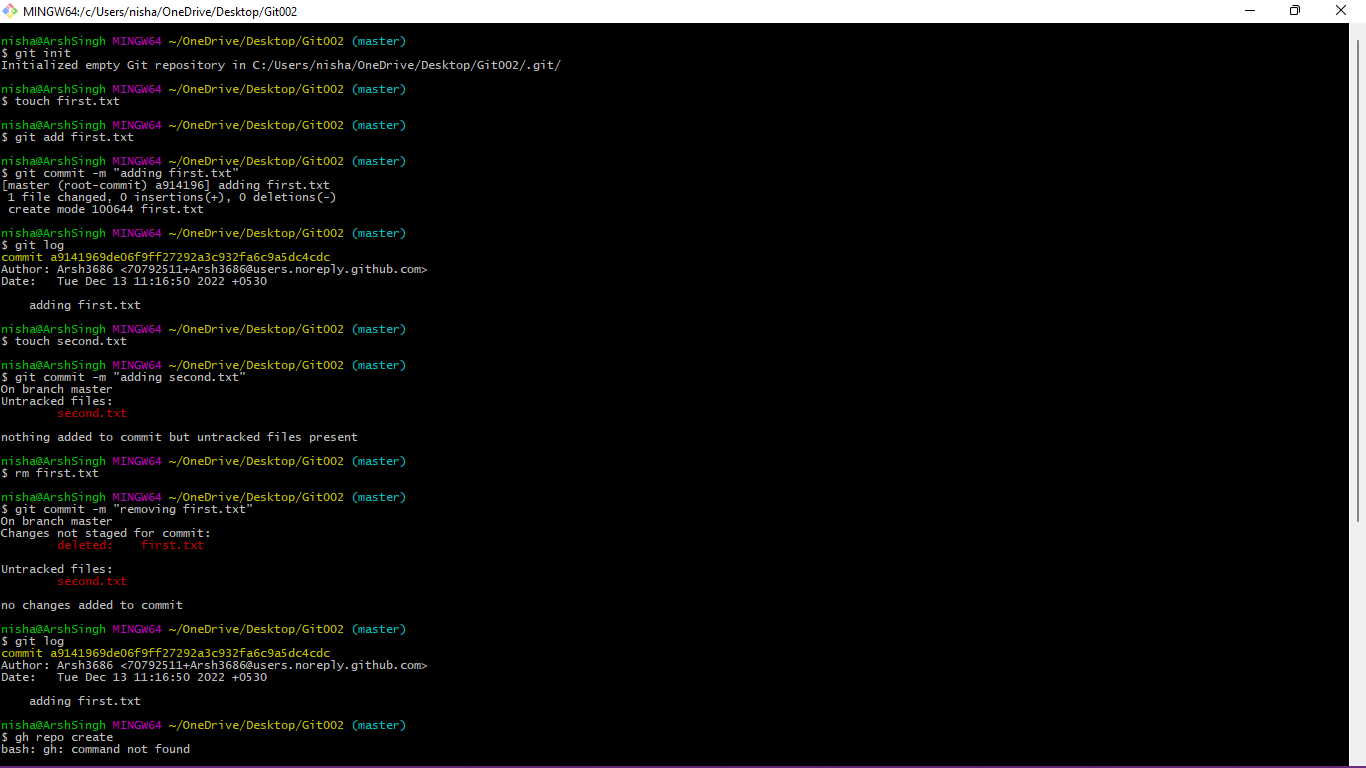 MINGW64:/c/Users/nisha/OneDrive/Desktop/Git002
nisha@ArshSingh MINGW64 ~/OneDrive/Desktop/Git002 (master)
$ git init
Initialized empty Git repository in C:/Users/nisha/OneDrive/Desktop/Git002/.git/
nisha@ArshSingh MINGW64 ~/OneDrive/Desktop/Git002 (master)
$ touch first.txt
nisha@ArshSingh MINGW64 ~/OneDrive/Desktop/Git002 (master)
$ git add first.txt
nisha@ArshSingh MINGW64 ~/OneDrive/Desktop/Git002 (master)
$ git commit -m "adding first.txt"
[master (root-commit) a914196] adding first.txt
 1 file changed, 0 insertions(+), 0 deletions(-)
 create mode 100644 first.txt
nisha@ArshSingh MINGW64 ~/OneDrive/Desktop/Git002 (master)
$ git log
commit a9141969de06f9ff27292a3c932fa6c9a5dc4cdc
Author: Arsh3686 <70792511+Arsh3686@users.noreply.github.com>
Date:   Tue Dec 13 11:16:50 2022 +0530
    adding first.txt
nisha@ArshSingh MINGW64 ~/OneDrive/Desktop/Git002 (master)
$ touch second.txt
nisha@ArshSingh MINGW64 ~/OneDrive/Desktop/Git002 (master)
$ git commit -m "adding second.txt"
On branch master
Untracked files:
        second.txt
nothing added to commit but untracked files present
nisha@ArshSingh MINGW64 ~/OneDrive/Desktop/Git002 (master)
$ rm first.txt
nisha@ArshSingh MINGW64 ~/OneDrive/Desktop/Git002 (master)
$ git commit -m "removing first.txt"
On branch master
Changes not staged for commit:
        deleted:    first.txt
Untracked files:
        second.txt
no changes added to commit
nisha@ArshSingh MINGW64 ~/OneDrive/Desktop/Git002 (master)
$ git log
commit a9141969de06f9ff27292a3c932fa6c9a5dc4cdc
Author: Arsh3686 <70792511+Arsh3686@users.noreply.github.com>
Date:   Tue Dec 13 11:16:50 2022 +0530
    adding first.txt
nisha@ArshSingh MINGW64 ~/OneDrive/Desktop/Git002 (master)
$ gh repo create
bash: gh: command not found